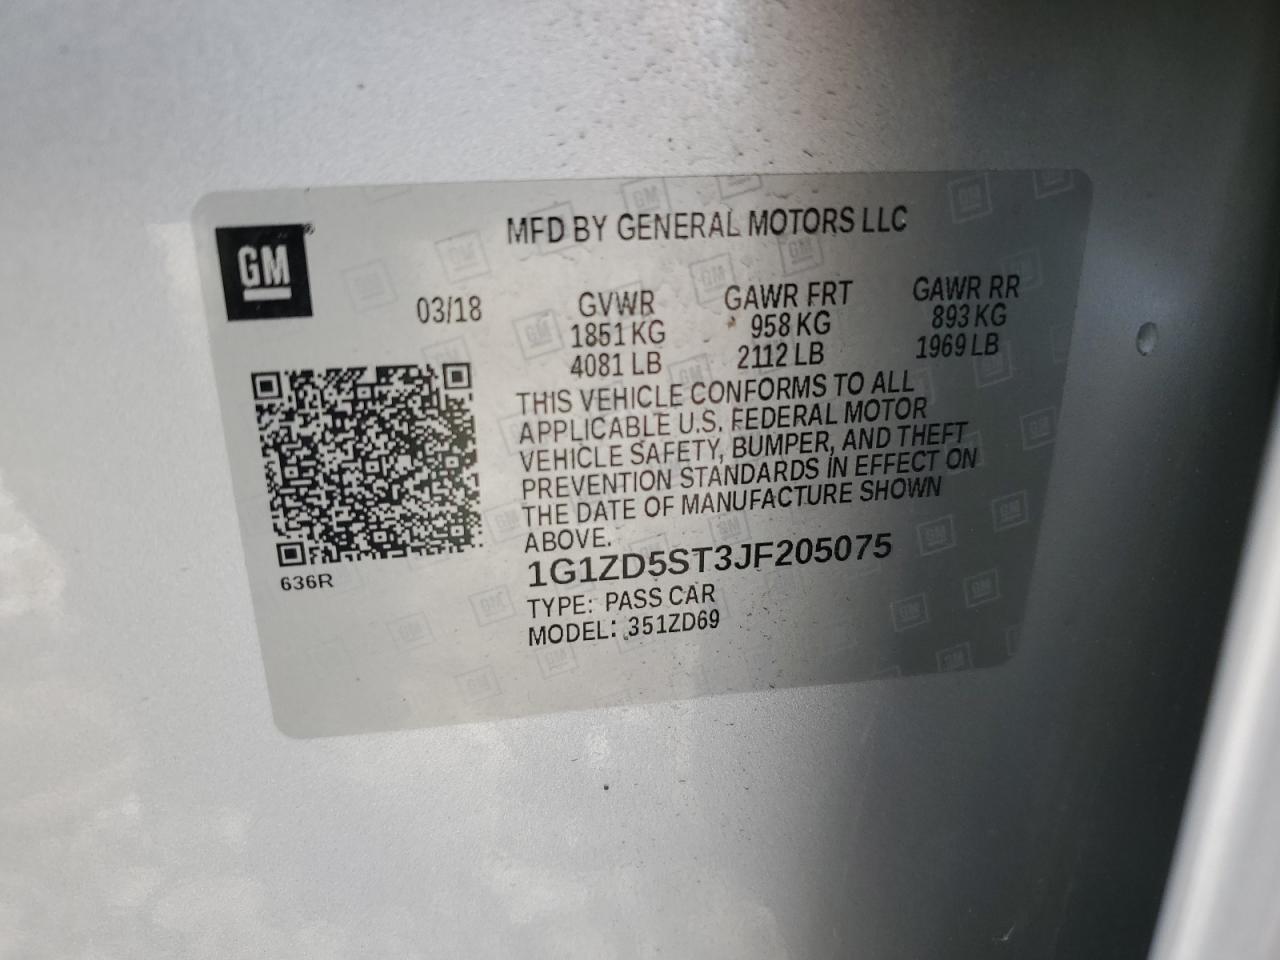 GM
MFD BY GENERAL MOTORS LLC
03/18 GVWR GAWR FRT GAWR RR
1851 KG 958 KG 893 KG
4081 LB 2112 LB 1969 LB
THIS VEHICLE CONFORMS TO ALL
APPLICABLE U.S. FEDERAL MOTOR
VEHICLE SAFETY, BUMPER, AND THEFT
PREVENTION STANDARDS IN EFFECT ON
THE DATE OF MANUFACTURE SHOWN
ABOVE.
1G1ZD5ST3JF205075
TYPE: PASS CAR
MODEL: 351ZD69
636R